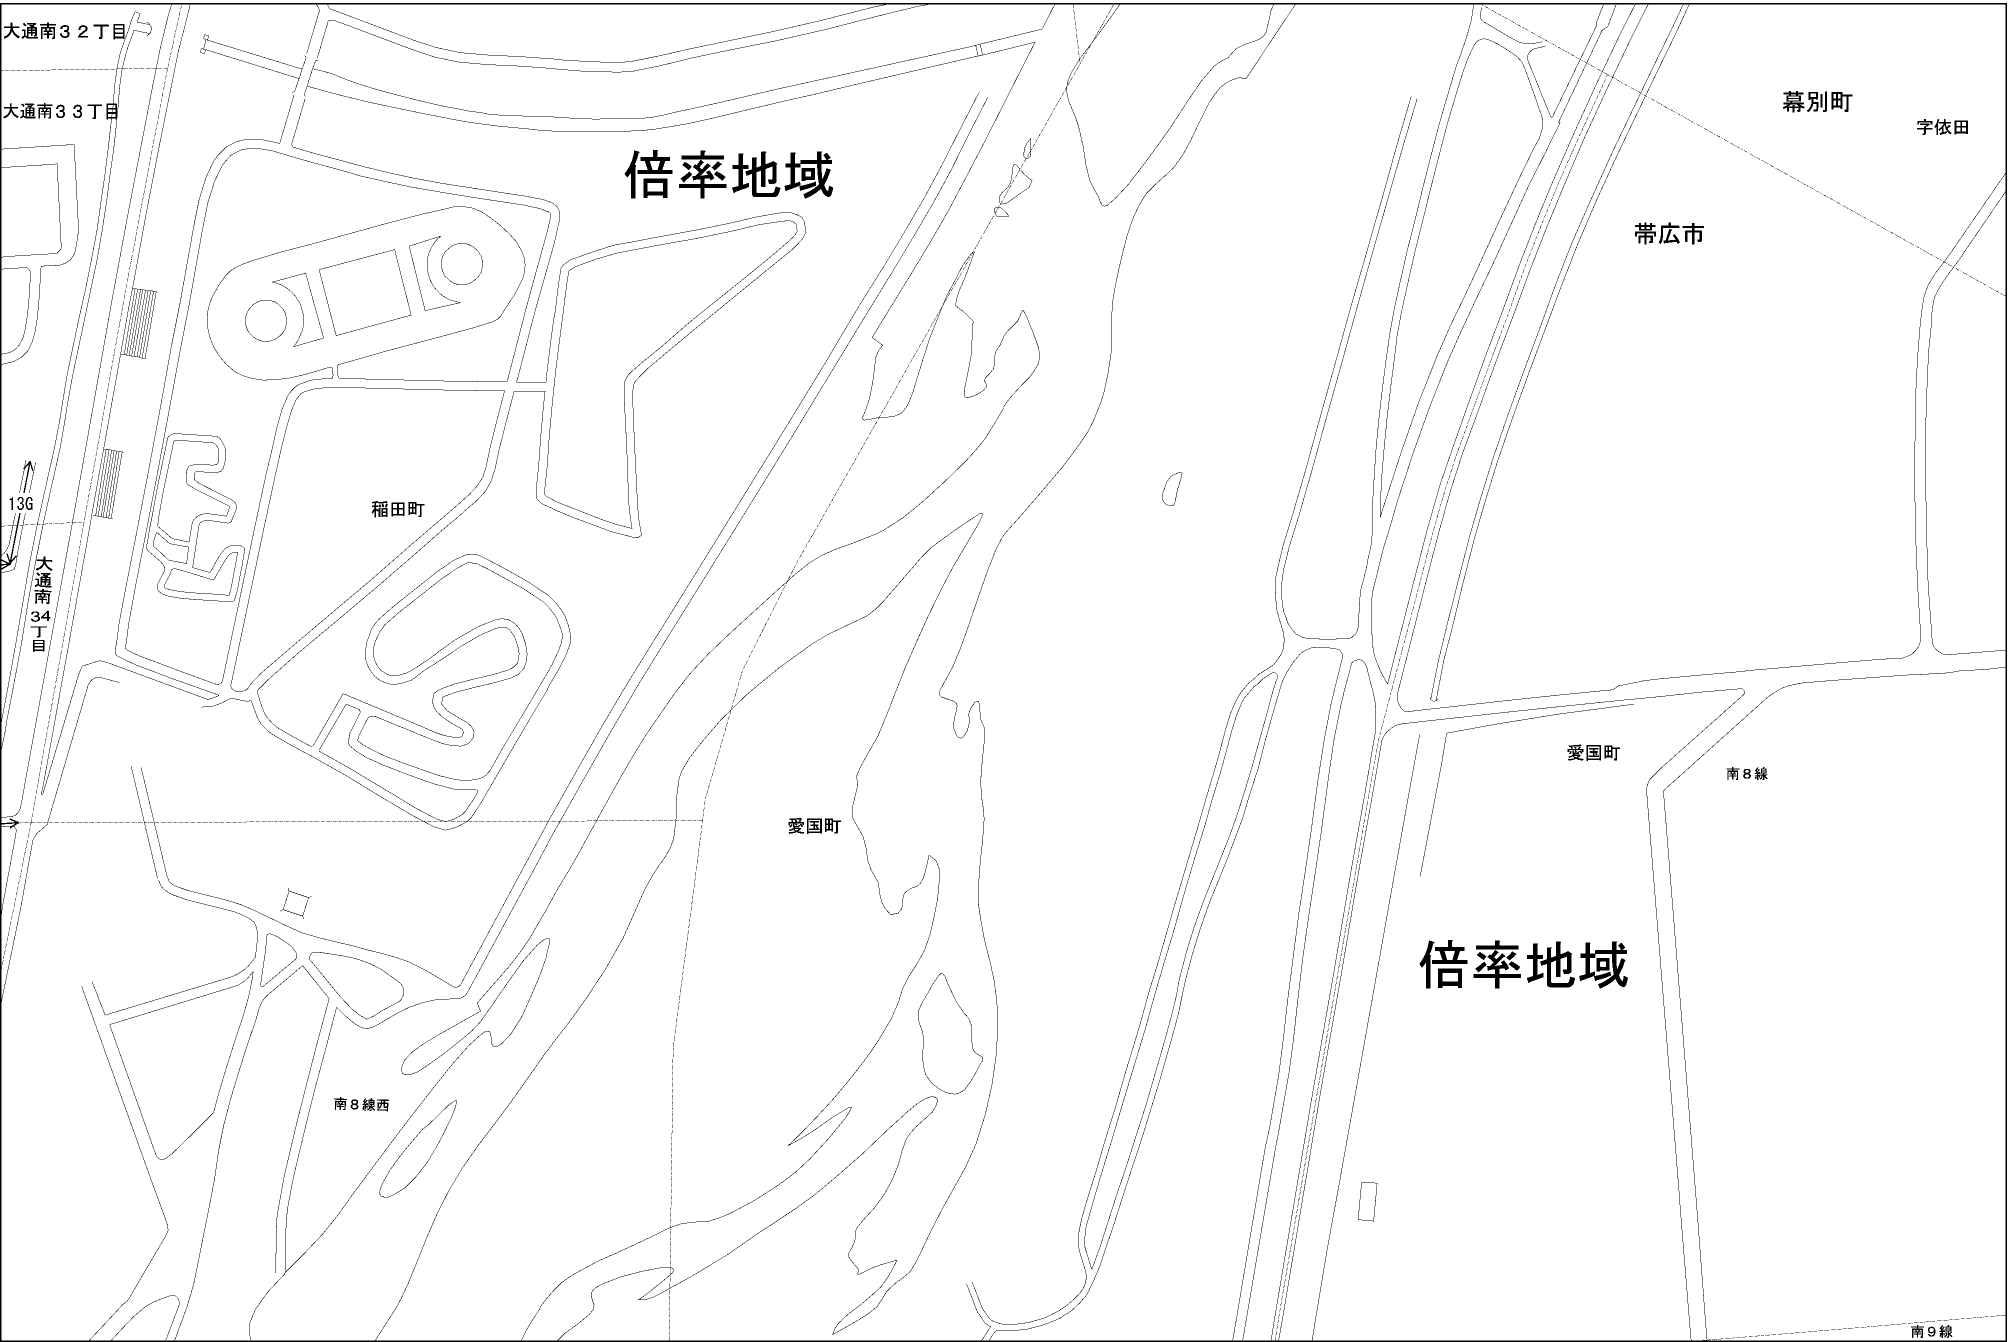 大通南３２丁目
大通南３３丁目
幕別町
字依田
倍率地域
帯広市
13G
稲田町
大通南34丁目
愛国町
南８線
愛国町
倍率地域
南８線西
南９線